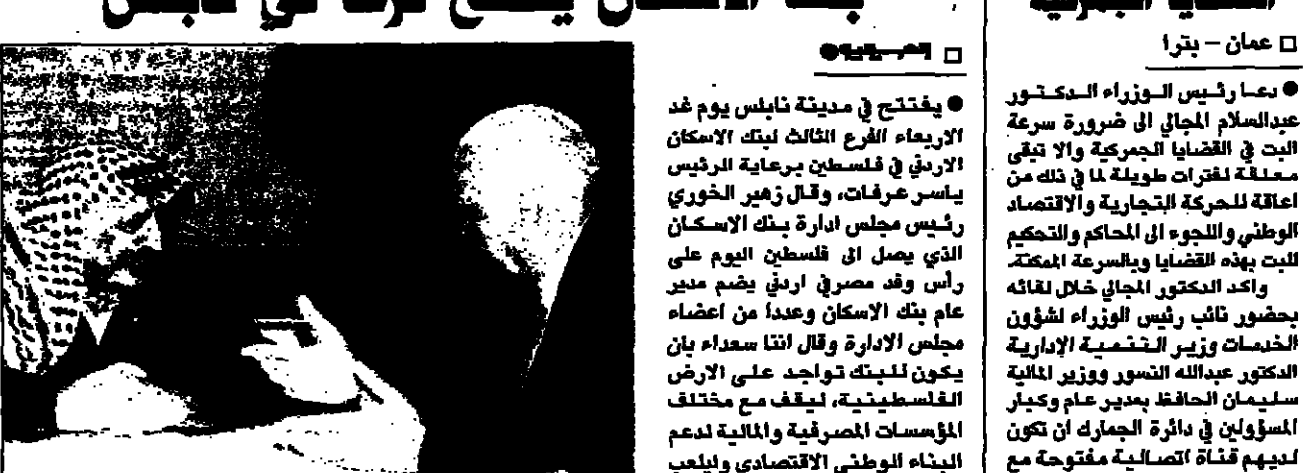 عمان – بترا
● دعا رئيس الوزراء الدكتور
عبدالسلام المجالي الى ضرورة سرعة
البت في القضايا الجمركية والا تبقى
معلقة لفترات طويلة لما في ذلك من
اعاقة للحركة التجارية والاقتصاد
الوطني واللجوء الى المحاكم والتحكيم
للبت بهذه القضايا وبالسرعة الممكنة.
واكد الدكتور المجالي خلال لقائه
بحضور نائب رئيس الوزراء لشؤون
الخدمات وزير التنمية الإدارية
الدكتور عبدالله النسور ووزير المالية
سليمان الحافظ بمدير عام وكبار
المسؤولين في دائرة الجمارك ان تكون
لديهم قناة اتصالية مفتوحة مع
● يفتتح في مدينة نابلس يوم غد
الاربعاء الفرع الثالث لبنك الاسكان
الاردني في فلسطين برعاية الرئيس
ياسر عرفات، وقال زهير الخوري
رئيس مجلس ادارة بنك الاسكان
الذي يصل الى فلسطين اليوم على
رأس وفد مصرفي اردني يضم مدير
عام بنك الاسكان وعددا من اعضاء
مجلس الادارة وقال اننا سعداء بان
يكون للبنك تواجد على الارض
الفلسطينية، ليقف مع مختلف
المؤسسات المصرفية والمالية لدعم
البناء الوطني الاقتصادي وليلعب